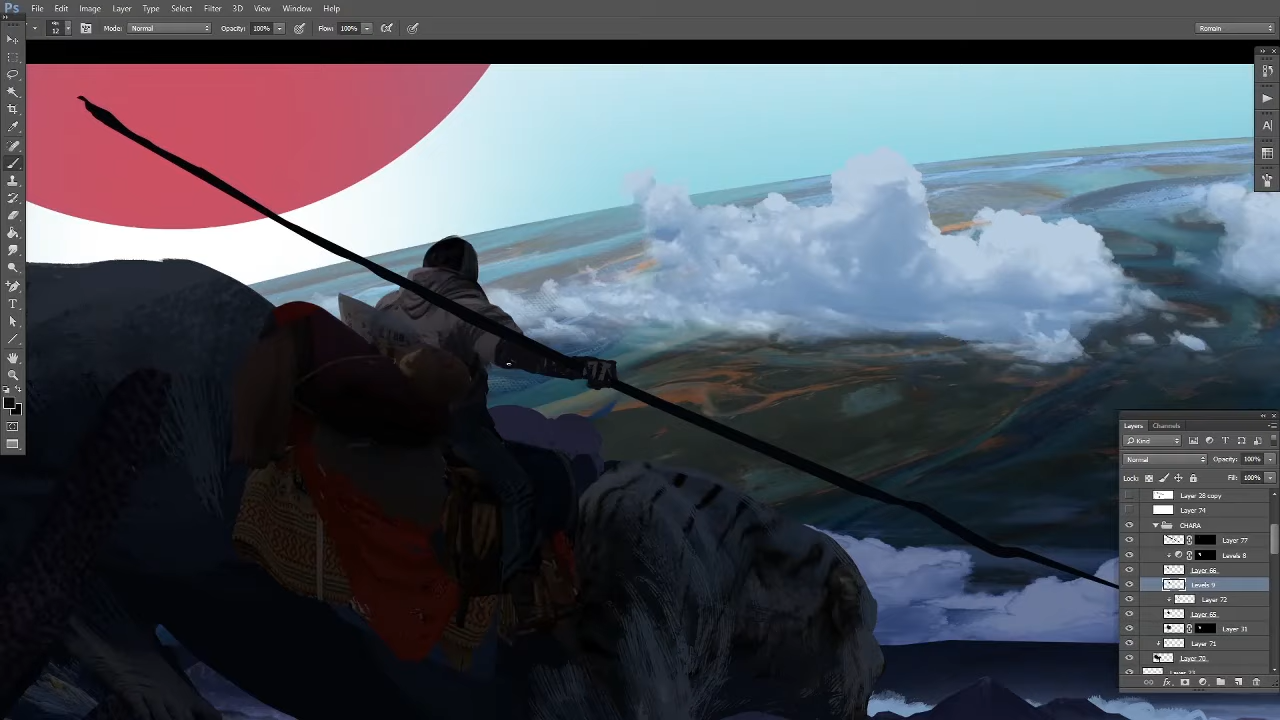 Ps File Edit Image Layer Type Select Filter 3D View Window Help
12 Mode: Normal Opacity: 100% Flow: 100% Romain
Layers Channels
Kind
Normal Opacity: 100%
Lock: Fill: 100%
Layer 28 copy
Layer 74
CHARA
Layer 77
Levels 8
Layer 66
Levels 9
Layer 72
Layer 65
Layer 31
Layer 71
Layer 70